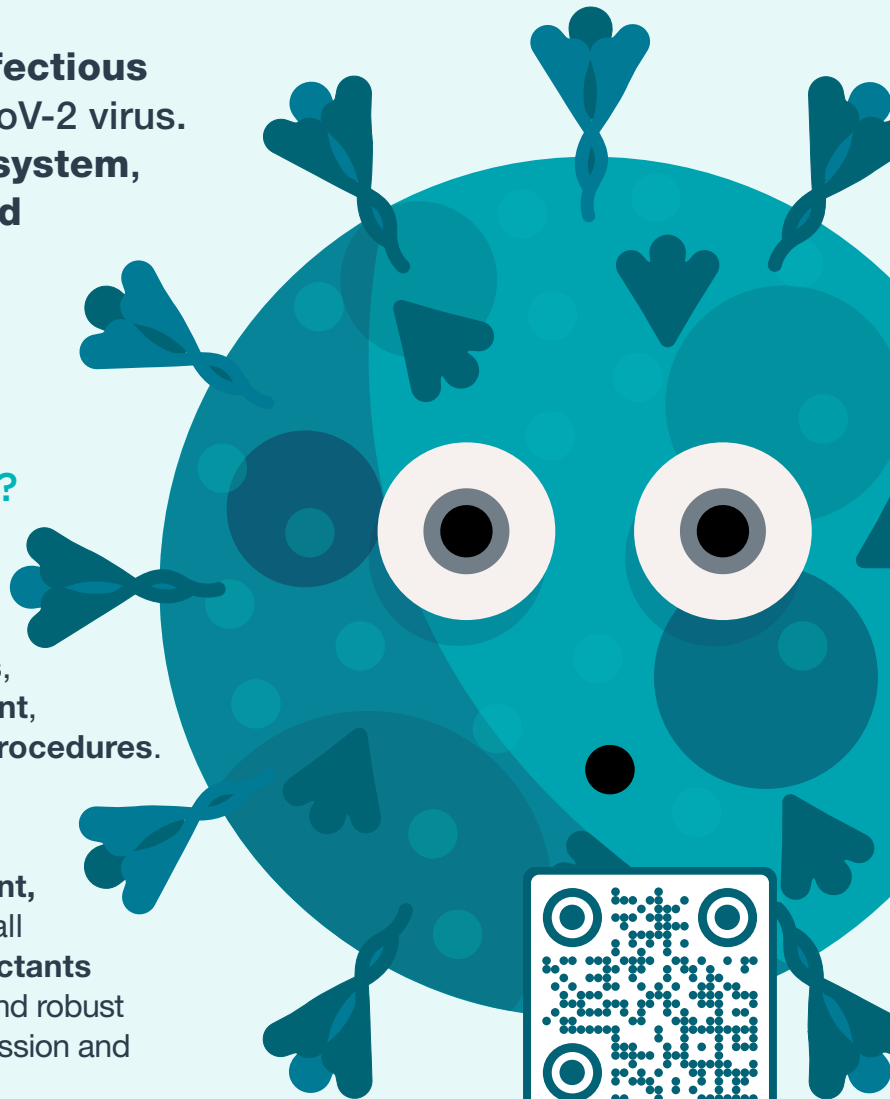 fectious
oV-2 virus.
system,
d
?
s,
nt,
rocedures.
nt,
all
ctants
nd robust
ssion and